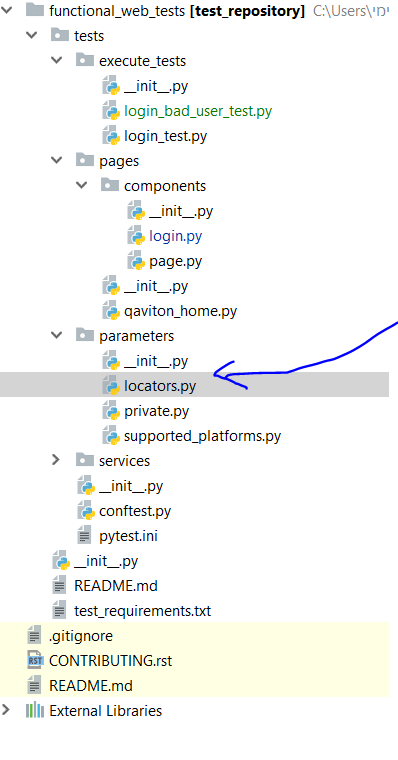 functional_web_tests [test_repository] C:\Users\ימי
tests
execute_tests
__init__.py
login_bad_user_test.py
login_test.py
pages
components
__init__.py
login.py
page.py
__init__.py
qaviton_home.py
parameters
__init__.py
locators.py
private.py
supported_platforms.py
services
__init__.py
conftest.py
pytest.ini
__init__.py
README.md
test_requirements.txt
.gitignore
RST CONTRIBUTING.rst
README.md
External Libraries